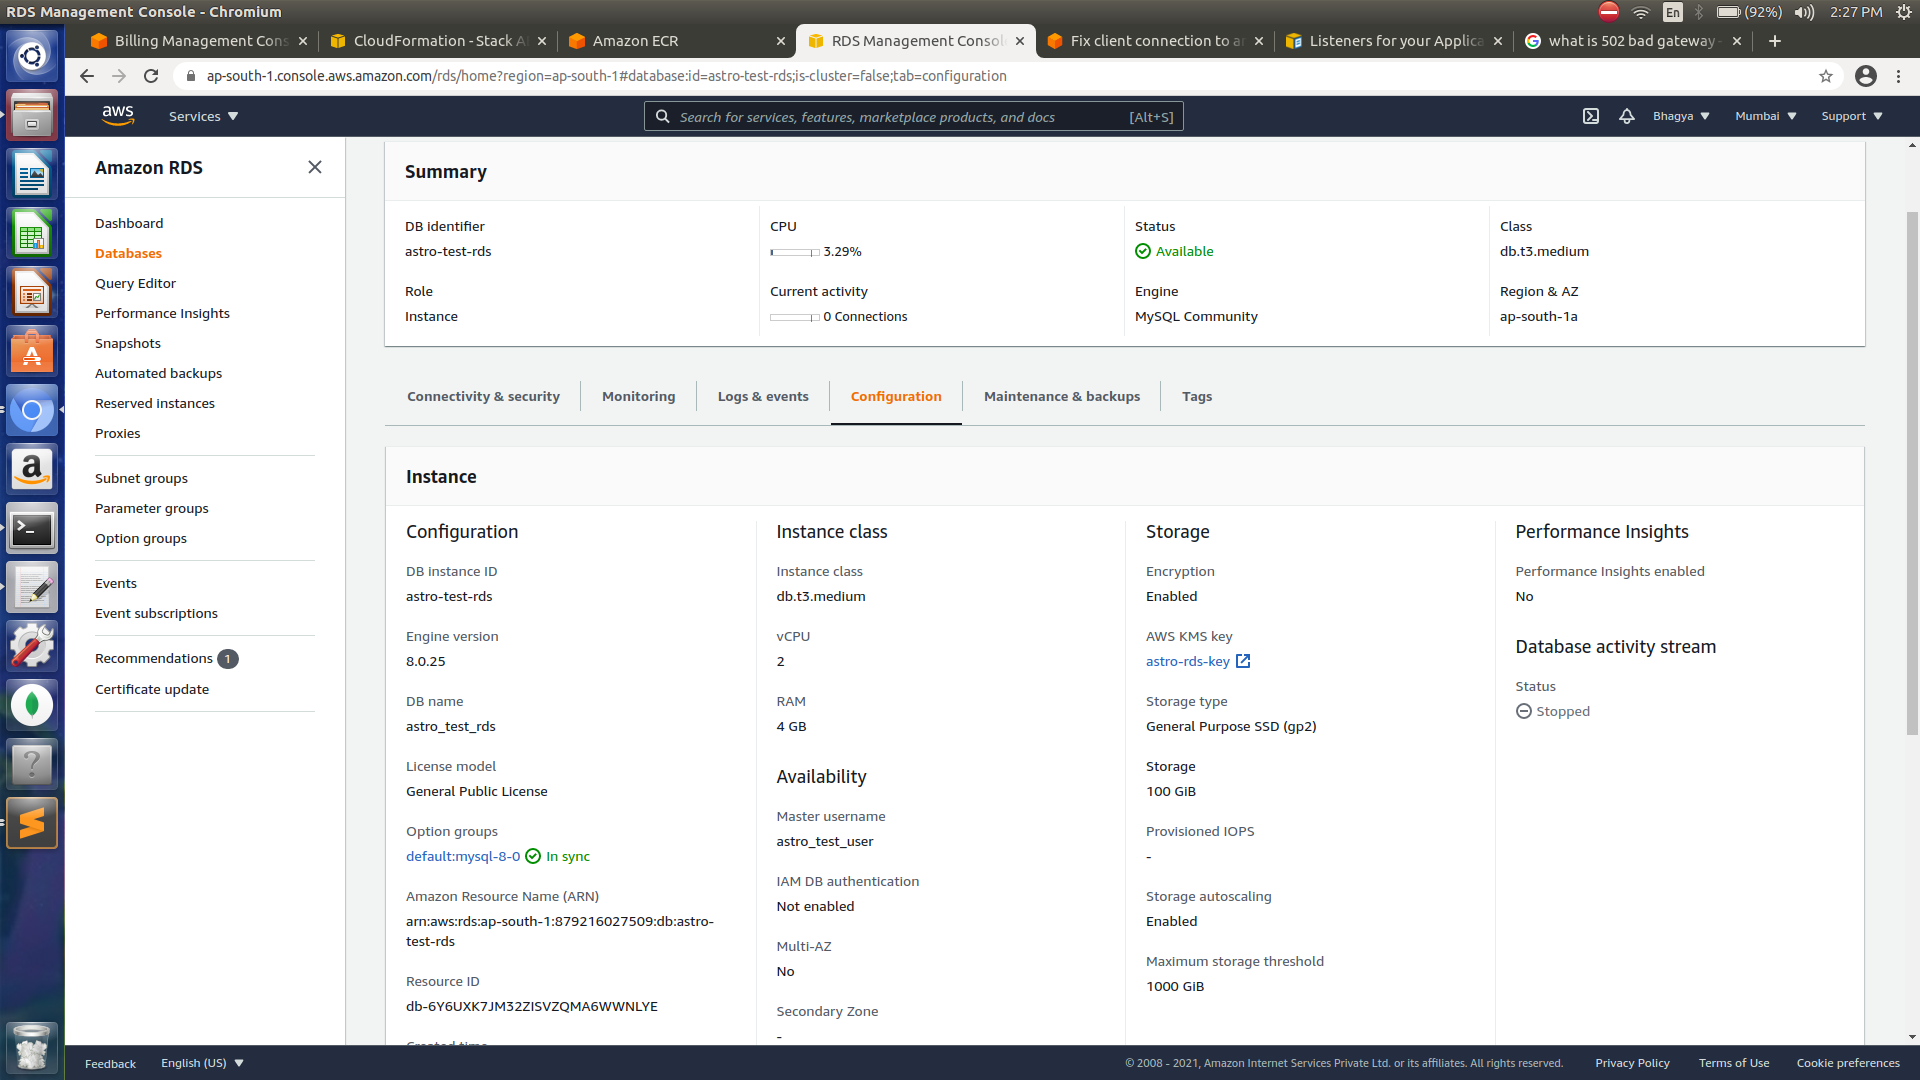 RDS Management Console - Chromium
En
(92%)
2:27 PM
Billing Management Cons
CloudFormation - Stack A
Amazon ECR
RDS Management Consol
Fix client connection to a
Listeners for your Applica
what is 502 bad gateway -
ap-south-1.console.aws.amazon.com/rds/home?region=ap-south-1#database:id=astro-test-rds;is-cluster=false;tab=configuration
aws
Services
Search for services, features, marketplace products, and docs
[Alt+S]
Bhagya
Mumbai
Support
Amazon RDS
Dashboard
Databases
Query Editor
Performance Insights
Snapshots
Automated backups
Reserved instances
Proxies
Subnet groups
Parameter groups
Option groups
Events
Event subscriptions
Recommendations 1
Certificate update
Summary
DB identifier
astro-test-rds
Role
Instance
CPU
3.29%
Current activity
0 Connections
Status
Available
Engine
MySQL Community
Class
db.t3.medium
Region & AZ
ap-south-1a
Connectivity & security
Monitoring
Logs & events
Configuration
Maintenance & backups
Tags
Instance
Configuration
DB instance ID
astro-test-rds
Engine version
8.0.25
DB name
astro_test_rds
License model
General Public License
Option groups
default:mysql-8-0 In sync
Amazon Resource Name (ARN)
arn:aws:rds:ap-south-1:879216027509:db:astro-
test-rds
Resource ID
db-6Y6UXK7JM32ZISVZQMA6WWNLYE
Created time
Instance class
Instance class
db.t3.medium
vCPU
2
RAM
4 GB
Availability
Master username
astro_test_user
IAM DB authentication
Not enabled
Multi-AZ
No
Secondary Zone
-
Storage
Encryption
Enabled
AWS KMS key
astro-rds-key
Storage type
General Purpose SSD (gp2)
Storage
100 GiB
Provisioned IOPS
-
Storage autoscaling
Enabled
Maximum storage threshold
1000 GiB
Performance Insights
Performance Insights enabled
No
Database activity stream
Status
Stopped
Feedback
English (US)
© 2008 - 2021, Amazon Internet Services Private Ltd. or its affiliates. All rights reserved.
Privacy Policy
Terms of Use
Cookie preferences